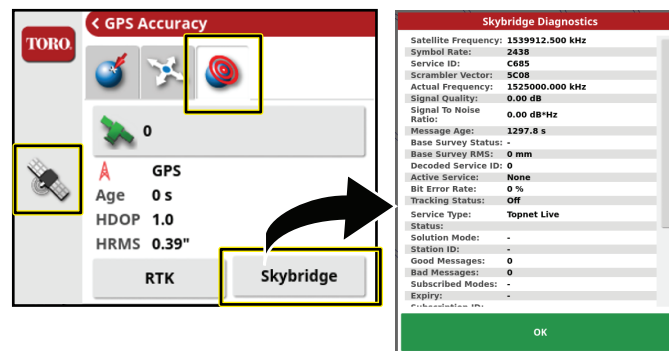 TORO.
< GPS Accuracy
0
GPS
Age 0 s
HDOP 1.0
HRMS 0.39"
RTK
Skybridge
Skybridge Diagnostics
Satellite Frequency: 1539912.500 kHz
Symbol Rate: 2438
Service ID: C685
Scrambler Vector: 5C08
Actual Frequency: 1525000.000 kHz
Signal Quality: 0.00 dB
Signal To Noise
Ratio: 0.00 dB*Hz
Message Age: 1297.8 s
Base Survey Status: -
Base Survey RMS: 0 mm
Decoded Service ID: 0
Active Service: None
Bit Error Rate: 0 %
Tracking Status: Off
Service Type: Topnet Live
Status:
Solution Mode: -
Station ID: -
Good Messages: 0
Bad Messages: 0
Subscribed Modes: -
Expiry: -
Subscription ID:
OK